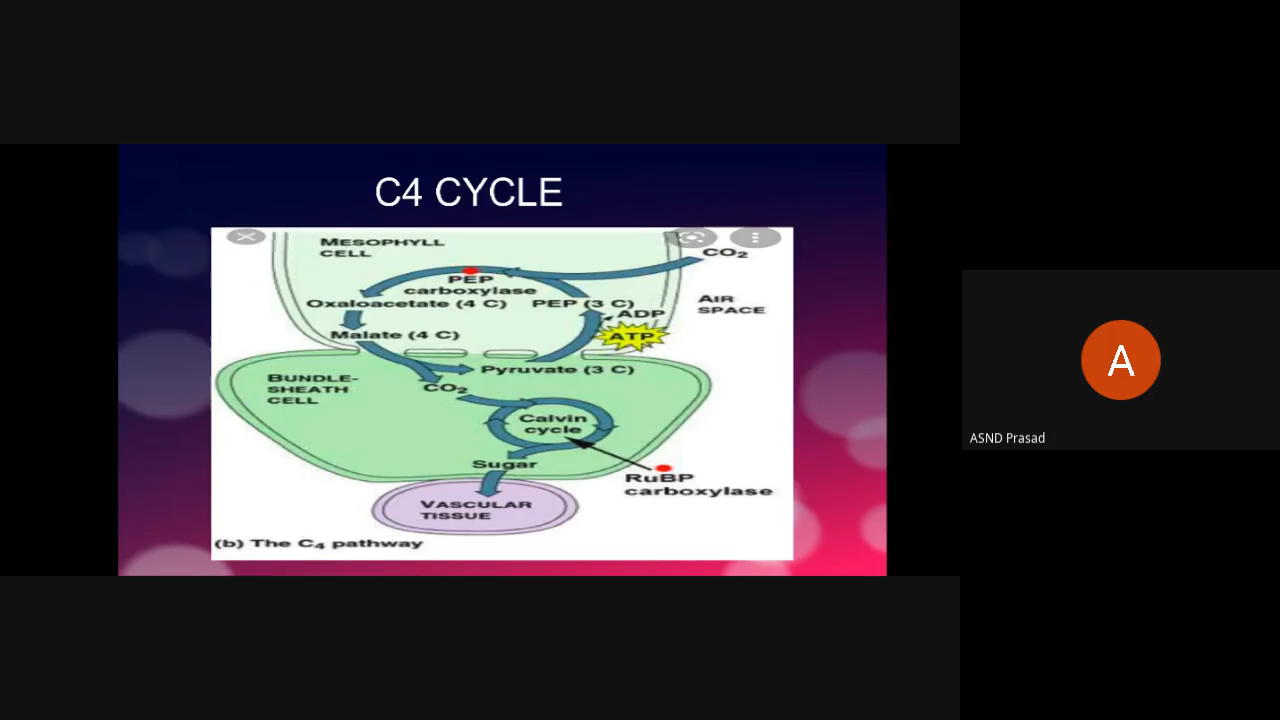 C4 CYCLE
MESOPHYLL
CELL
CO₂
PEP
carboxylase
Oxaloacetate (4 C)
PEP (3 C)
AIR
SPACE
ADP
ATP
Malate (4 C)
Pyruvate (3 C)
BUNDLE-
SHEATH
CELL
CO₂
Calvin
cycle
Sugar
RuBP
carboxylase
VASCULAR
TISSUE
(b) The C₄ pathway
A
ASND Prasad